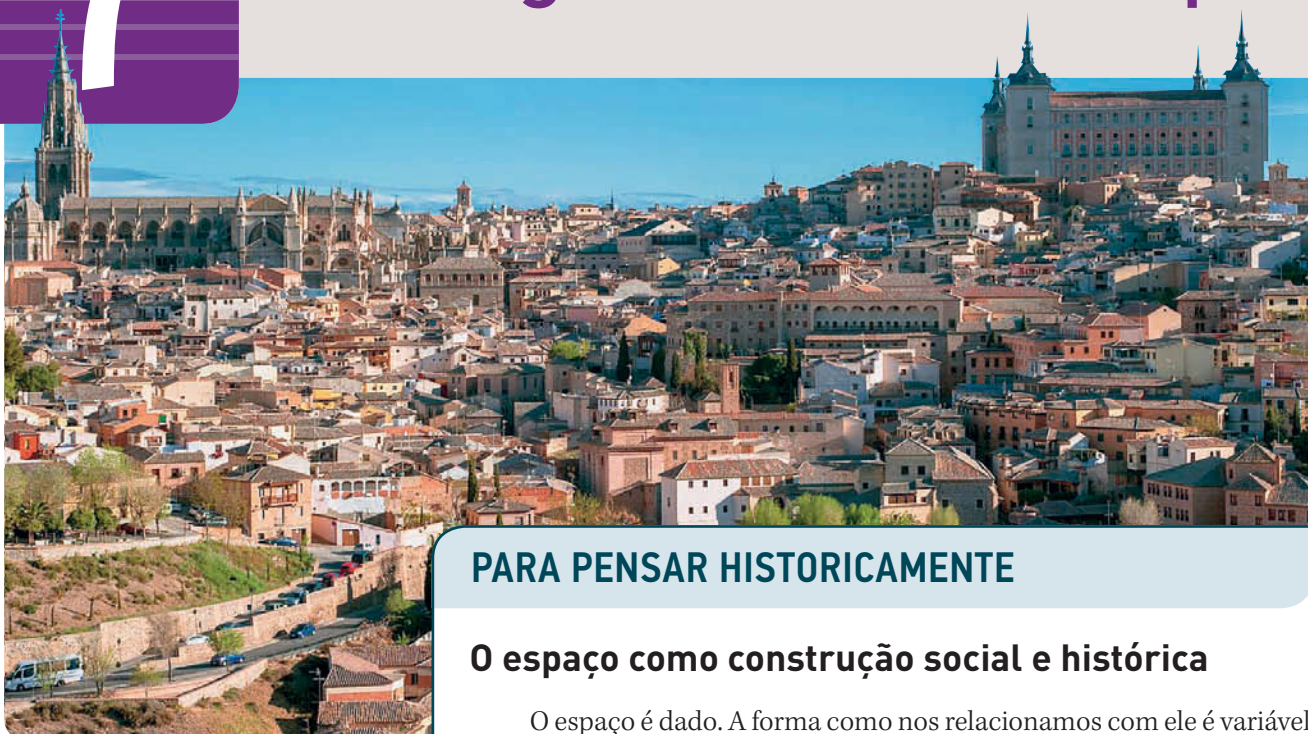 PARA PENSAR HISTORICAMENTE
O espaço como construção social e histórica
O espaço é dado. A forma como nos relacionamos com ele é variável